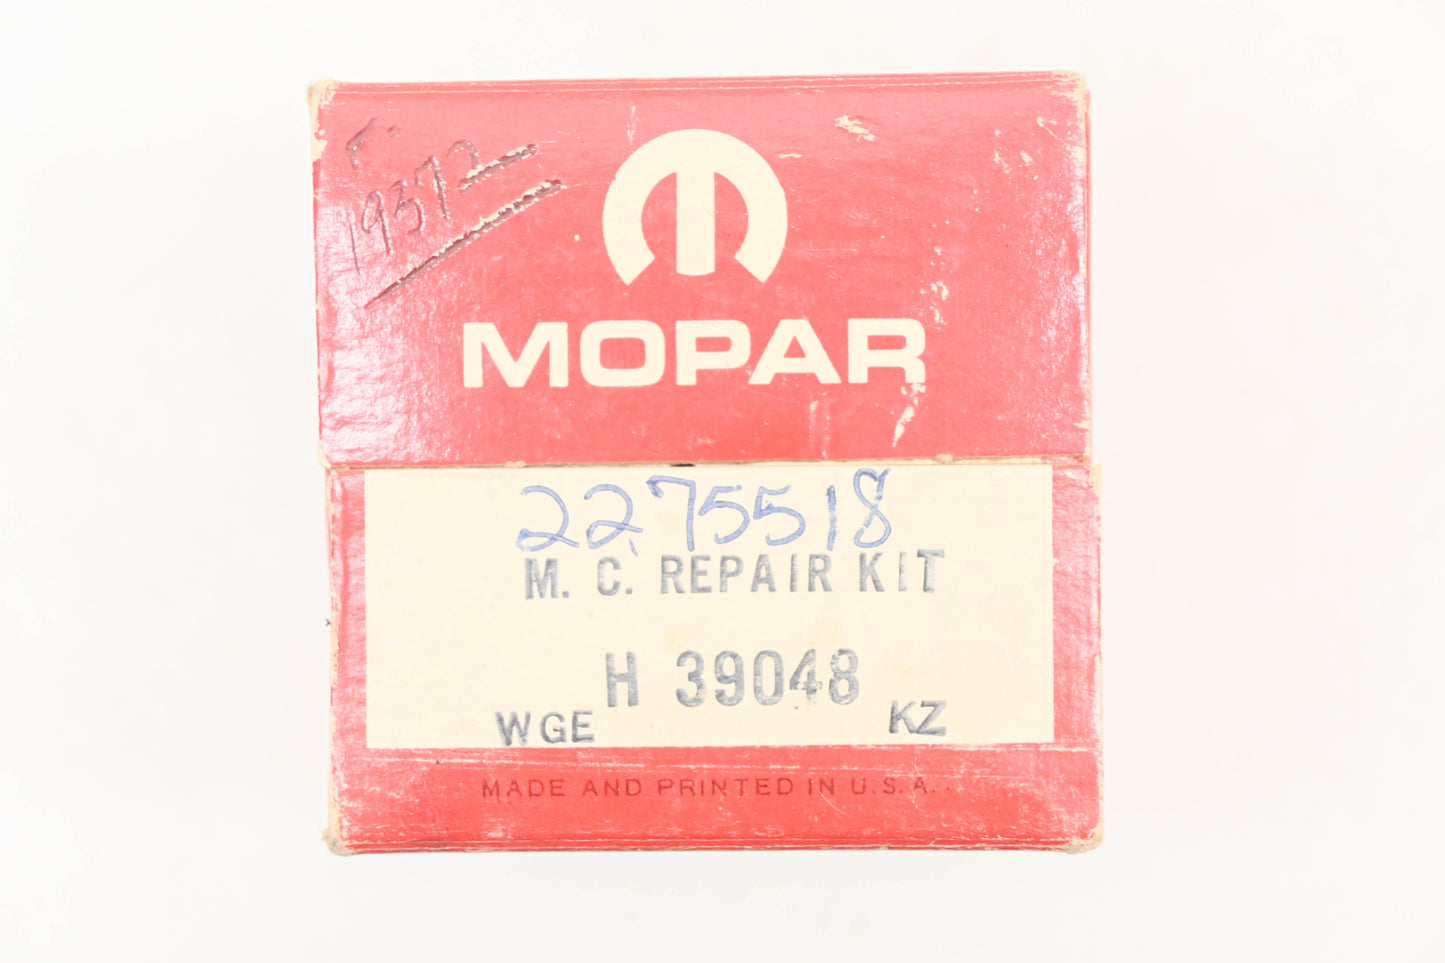 F.
19372
MOPAR
2275518
M. C. REPAIR KIT
H 39048
WGE KZ
MADE AND PRINTED IN U.S.A.